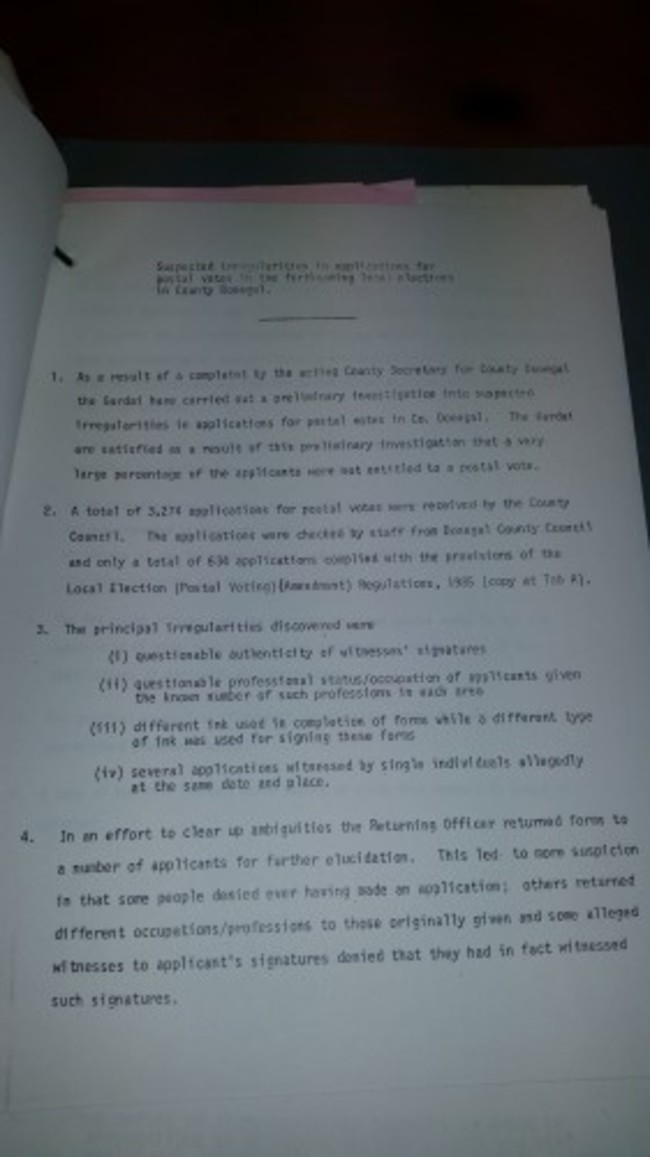 Suspected irregularities in applications for
postal votes in the forthcoming local elections
in County Donegal.
1. As a result of a complaint by the acting County Secretary for County Donegal
the Gardai have carried out a preliminary investigation into suspected
irregularities in applications for postal votes in Co. Donegal. The Gardai
are satisfied as a result of this preliminary investigation that a very
large percentage of the applicants were not entitled to a postal vote.
2. A total of 3,274 applications for postal votes were received by the County
Council. The applications were checked by staff from Donegal County Council
and only a total of 634 applications complied with the provisions of the
Local Election (Postal Voting)(Amendment) Regulations, 1985 (copy at Tab A).
3. The principal irregularities discovered were
(i) questionable authenticity of witnesses' signatures
(ii) questionable professional status/occupation of applicants given
the known number of such professions in each area
(iii) different ink used in completion of forms while a different type
of ink was used for signing these forms
(iv) several applications witnessed by single individuals allegedly
at the same date and place.
4. In an effort to clear up ambiguities the Returning Officer returned forms to
a number of applicants for further elucidation. This led to more suspicion
in that some people denied ever having made an application; others returned
different occupations/professions to those originally given and some alleged
witnesses to applicant's signatures denied that they had in fact witnessed
such signatures.